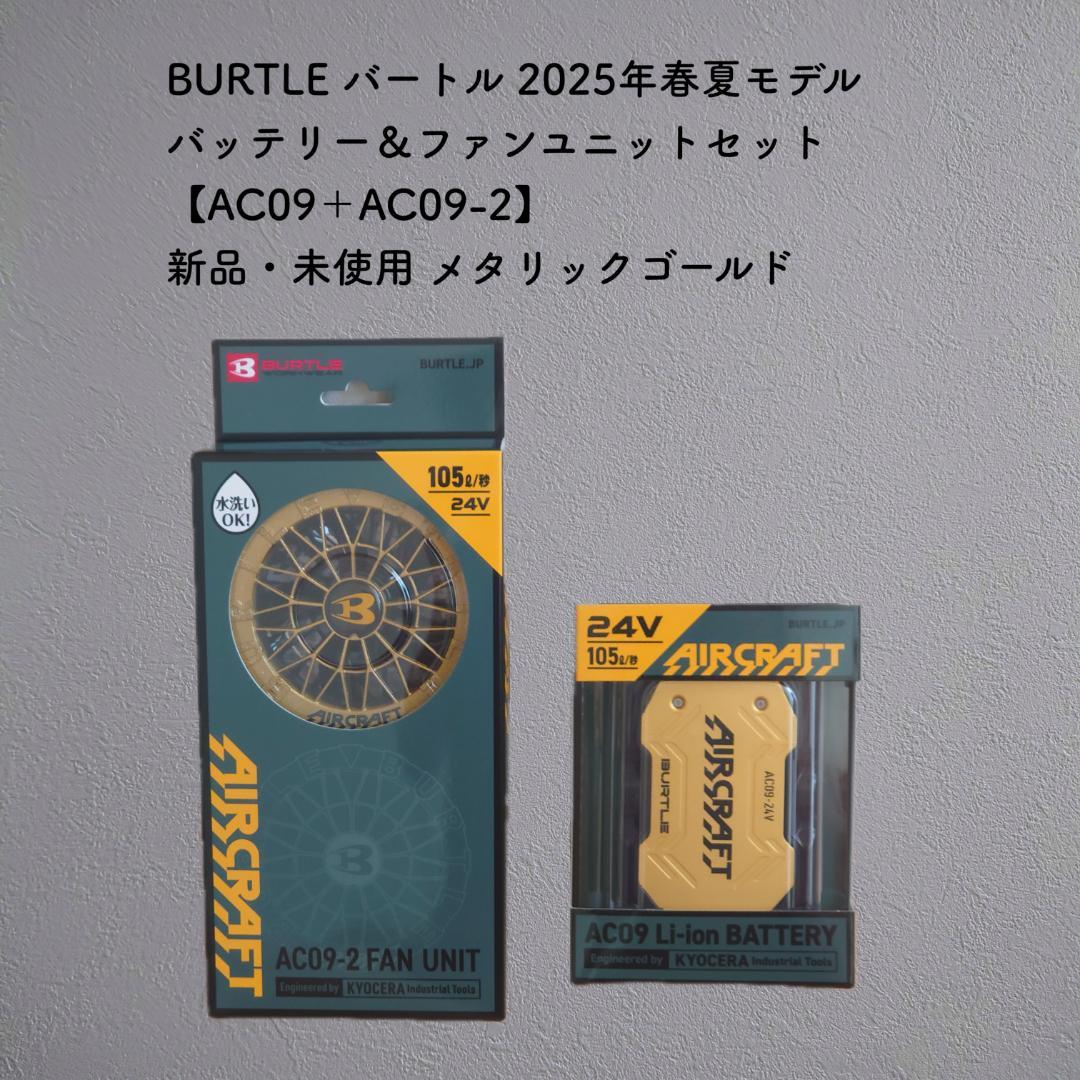 BURTLE バートル 2025年春夏モデル
バッテリー＆ファンユニットセット
【AC09＋AC09-2】
新品・未使用 メタリックゴールド
BURTLE
WORKWEAR
BURTLE.JP
水洗い
OK!
105ℓ/秒
24V
B
AIRCRAFT
AIRCRAFT
B
AC09-2 FAN UNIT
Engineered by KYOCERA Industrial Tools
24V
105ℓ/秒
BURTLE.JP
AIRCRAFT
AIRCRAFT
BURTLE
AC09-24V
AC09 Li-ion BATTERY
Engineered by KYOCERA Industrial Tools